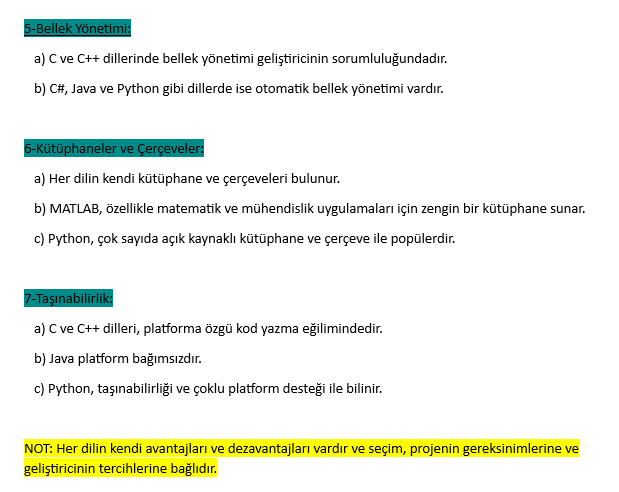 5-Bellek Yönetimi:
a) C ve C++ dillerinde bellek yönetimi geliştiricinin sorumluluğundadır.
b) C#, Java ve Python gibi dillerde ise otomatik bellek yönetimi vardır.
6-Kütüphaneler ve Çerçeveler:
a) Her dilin kendi kütüphane ve çerçeveleri bulunur.
b) MATLAB, özellikle matematik ve mühendislik uygulamaları için zengin bir kütüphane sunar.
c) Python, çok sayıda açık kaynaklı kütüphane ve çerçeve ile popülerdir.
7-Taşınabilirlik:
a) C ve C++ dilleri, platforma özgü kod yazma eğilimindedir.
b) Java platform bağımsızdır.
c) Python, taşınabilirliği ve çoklu platform desteği ile bilinir.
NOT: Her dilin kendi avantajları ve dezavantajları vardır ve seçim, projenin gereksinimlerine ve
geliştiricinin tercihlerine bağlıdır.